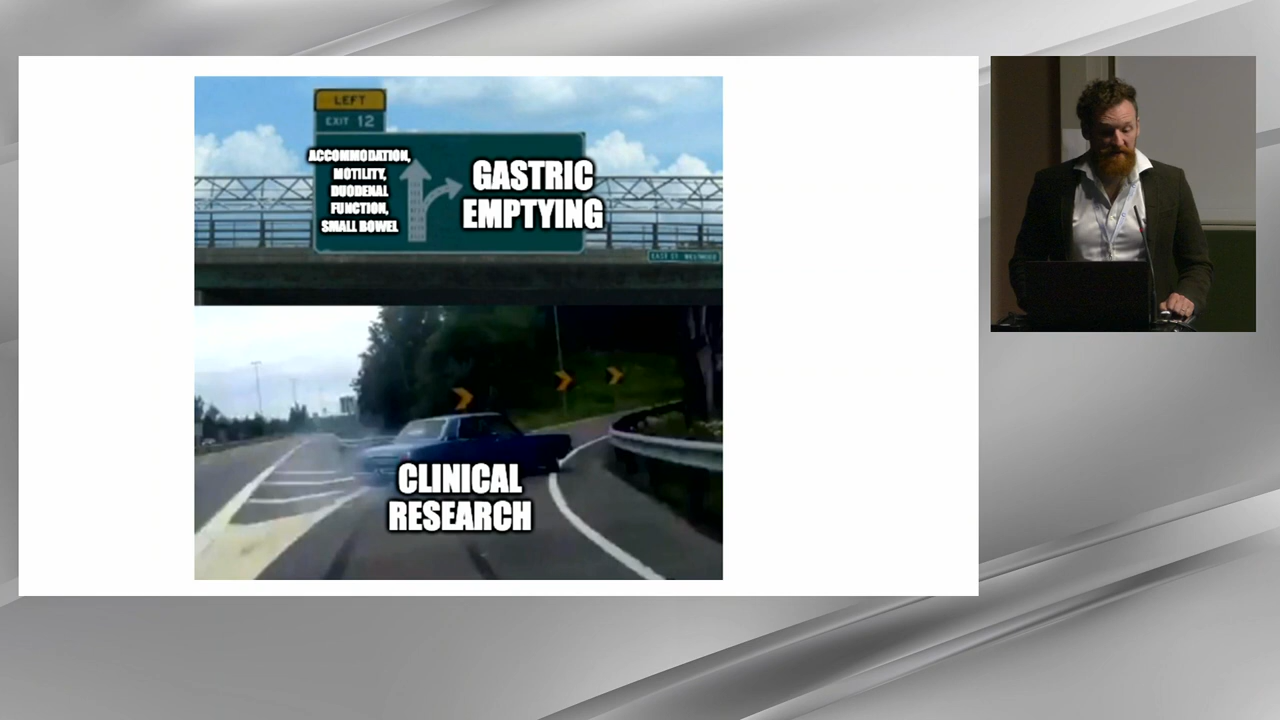 LEFT
EXIT 12
ACCOMMODATION,
MOTILITY,
DUODENAL
FUNCTION,
SMALL BOWEL
GASTRIC
EMPTYING
CLINICAL
RESEARCH